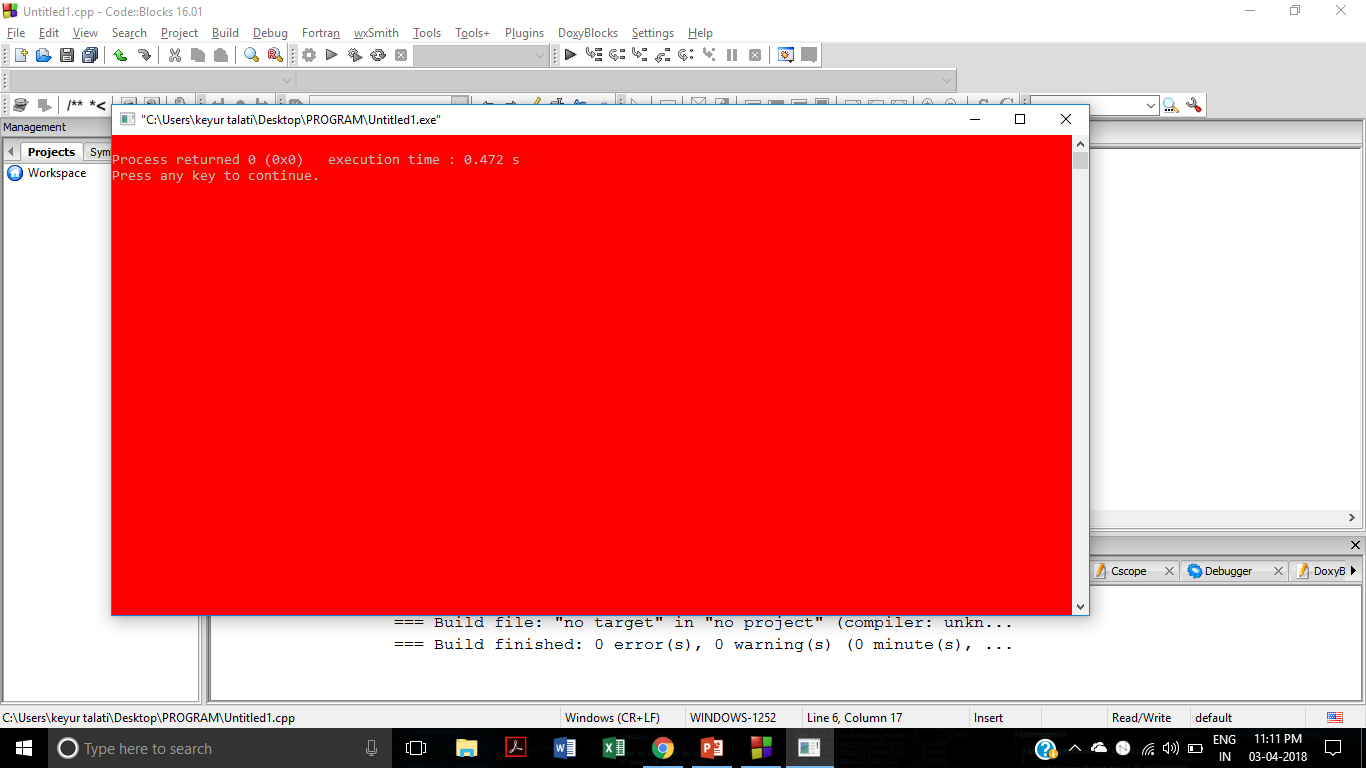 Untitled1.cpp - Code::Blocks 16.01
File Edit View Search Project Build Debug Fortran wxSmith Tools Tools+ Plugins DoxyBlocks Settings Help
/** *<
"C:\Users\keyur talati\Desktop\PROGRAM\Untitled1.exe"
Management
Projects Sym
Workspace
Process returned 0 (0x0)   execution time : 0.472 s
Press any key to continue.
Cscope Debugger DoxyB
=== Build file: "no target" in "no project" (compiler: unkn...
=== Build finished: 0 error(s), 0 warning(s) (0 minute(s), ...
C:\Users\keyur talati\Desktop\PROGRAM\Untitled1.cpp Windows (CR+LF) WINDOWS-1252 Line 6, Column 17 Insert Read/Write default
Type here to search
ENG
IN
11:11 PM
03-04-2018